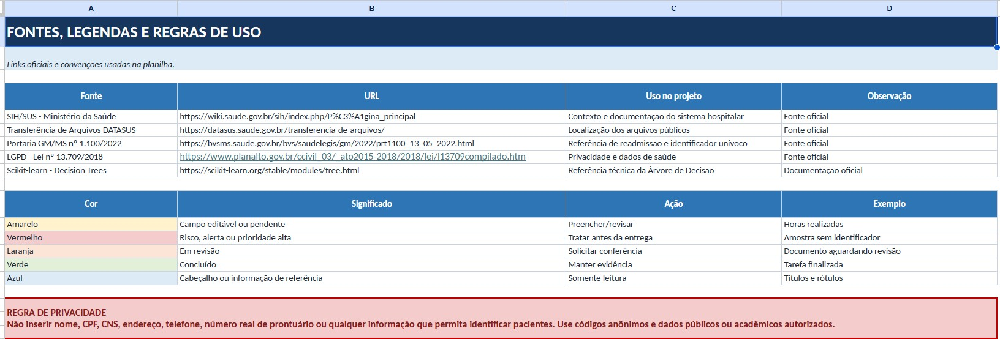 A B C D
FONTES, LEGENDAS E REGRAS DE USO
Links oficiais e convenções usadas na planilha.
Fonte URL Uso no projeto Observação
SIH/SUS - Ministério da Saúde https://wiki.saude.gov.br/sih/index.php/P%C3%A1gina_principal Contexto e documentação do sistema hospitalar Fonte oficial
Transferência de Arquivos DATASUS https://datasus.saude.gov.br/transferencia-de-arquivos/ Localização dos arquivos públicos Fonte oficial
Portaria GM/MS nº 1.100/2022 https://bvsms.saude.gov.br/bvs/saudelegis/gm/2022/prt1100_13_05_2022.html Referência de readmissão e identificador unívoco Fonte oficial
LGPD - Lei nº 13.709/2018 https://www.planalto.gov.br/ccivil_03/_ato2015-2018/2018/lei/l13709compilado.htm Privacidade e dados de saúde Fonte oficial
Scikit-learn - Decision Trees https://scikit-learn.org/stable/modules/tree.html Referência técnica da Árvore de Decisão Documentação oficial
Cor Significado Ação Exemplo
Amarelo Campo editável ou pendente Preencher/revisar Horas realizadas
Vermelho Risco, alerta ou prioridade alta Tratar antes da entrega Amostra sem identificador
Laranja Em revisão Solicitar conferência Documento aguardando revisão
Verde Concluído Manter evidência Tarefa finalizada
Azul Cabeçalho ou informação de referência Somente leitura Títulos e rótulos
REGRA DE PRIVACIDADE
Não inserir nome, CPF, CNS, endereço, telefone, número real de prontuário ou qualquer informação que permita identificar pacientes. Use códigos anônimos e dados públicos ou acadêmicos autorizados.